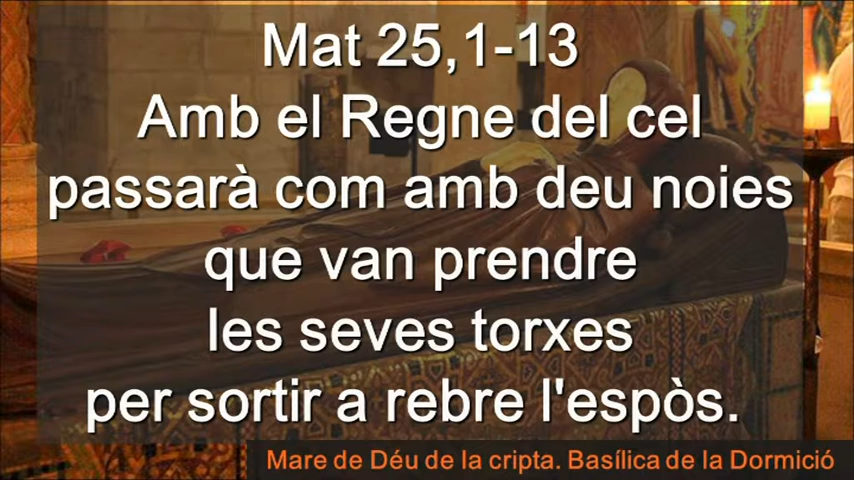 Mat 25,1-13
Amb el Regne del cel
passarà com amb deu noies
que van prendre
les seves torxes
per sortir a rebre l'espòs.
Mare de Déu de la cripta. Basílica de la Dormició